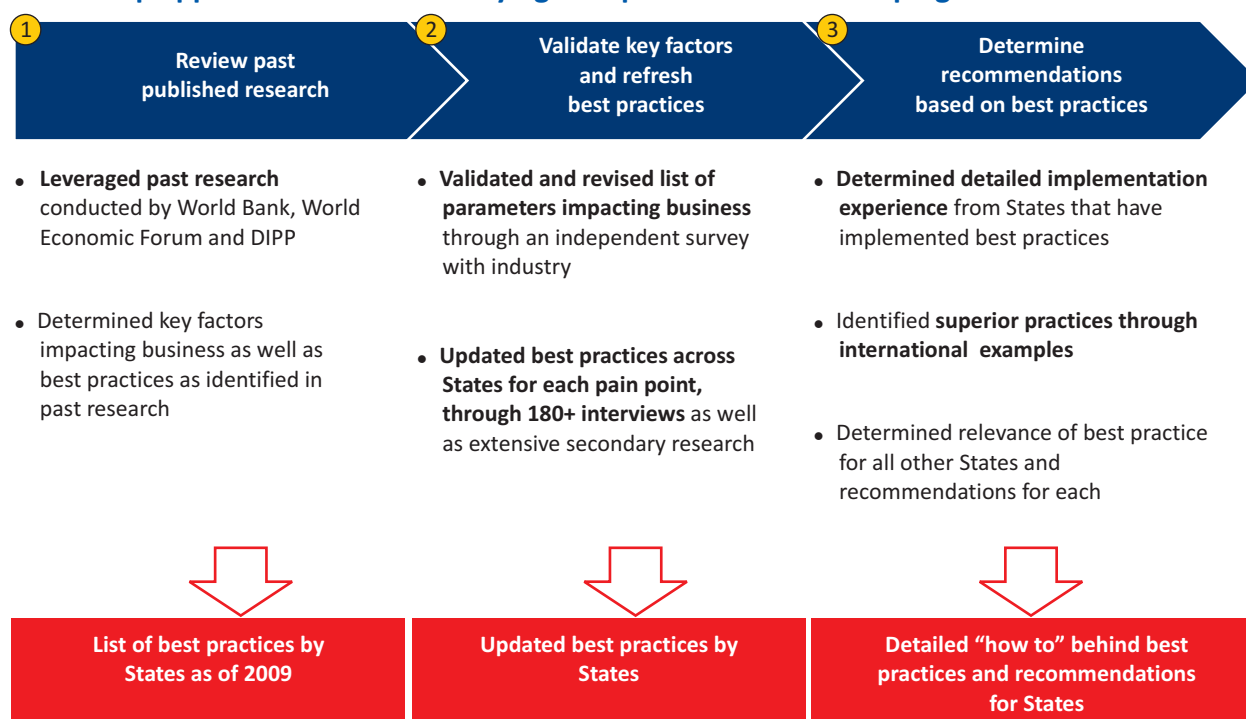 1
Review past
published research
2
Validate key factors
and refresh
best practices
3
Determine
recommendations
based on best practices
• Leveraged past research
conducted by World Bank, World
Economic Forum and DIPP
• Determined key factors
impacting business as well as
best practices as identified in
past research
• Validated and revised list of
parameters impacting business
through an independent survey
with industry
• Updated best practices across
States for each pain point,
through 180+ interviews as well
as extensive secondary research
• Determined detailed implementation
experience from States that have
implemented best practices
• Identified superior practices through
international examples
• Determined relevance of best practice
for all other States and
recommendations for each
List of best practices by
States as of 2009
Updated best practices by
States
Detailed “how to” behind best
practices and recommendations
for States